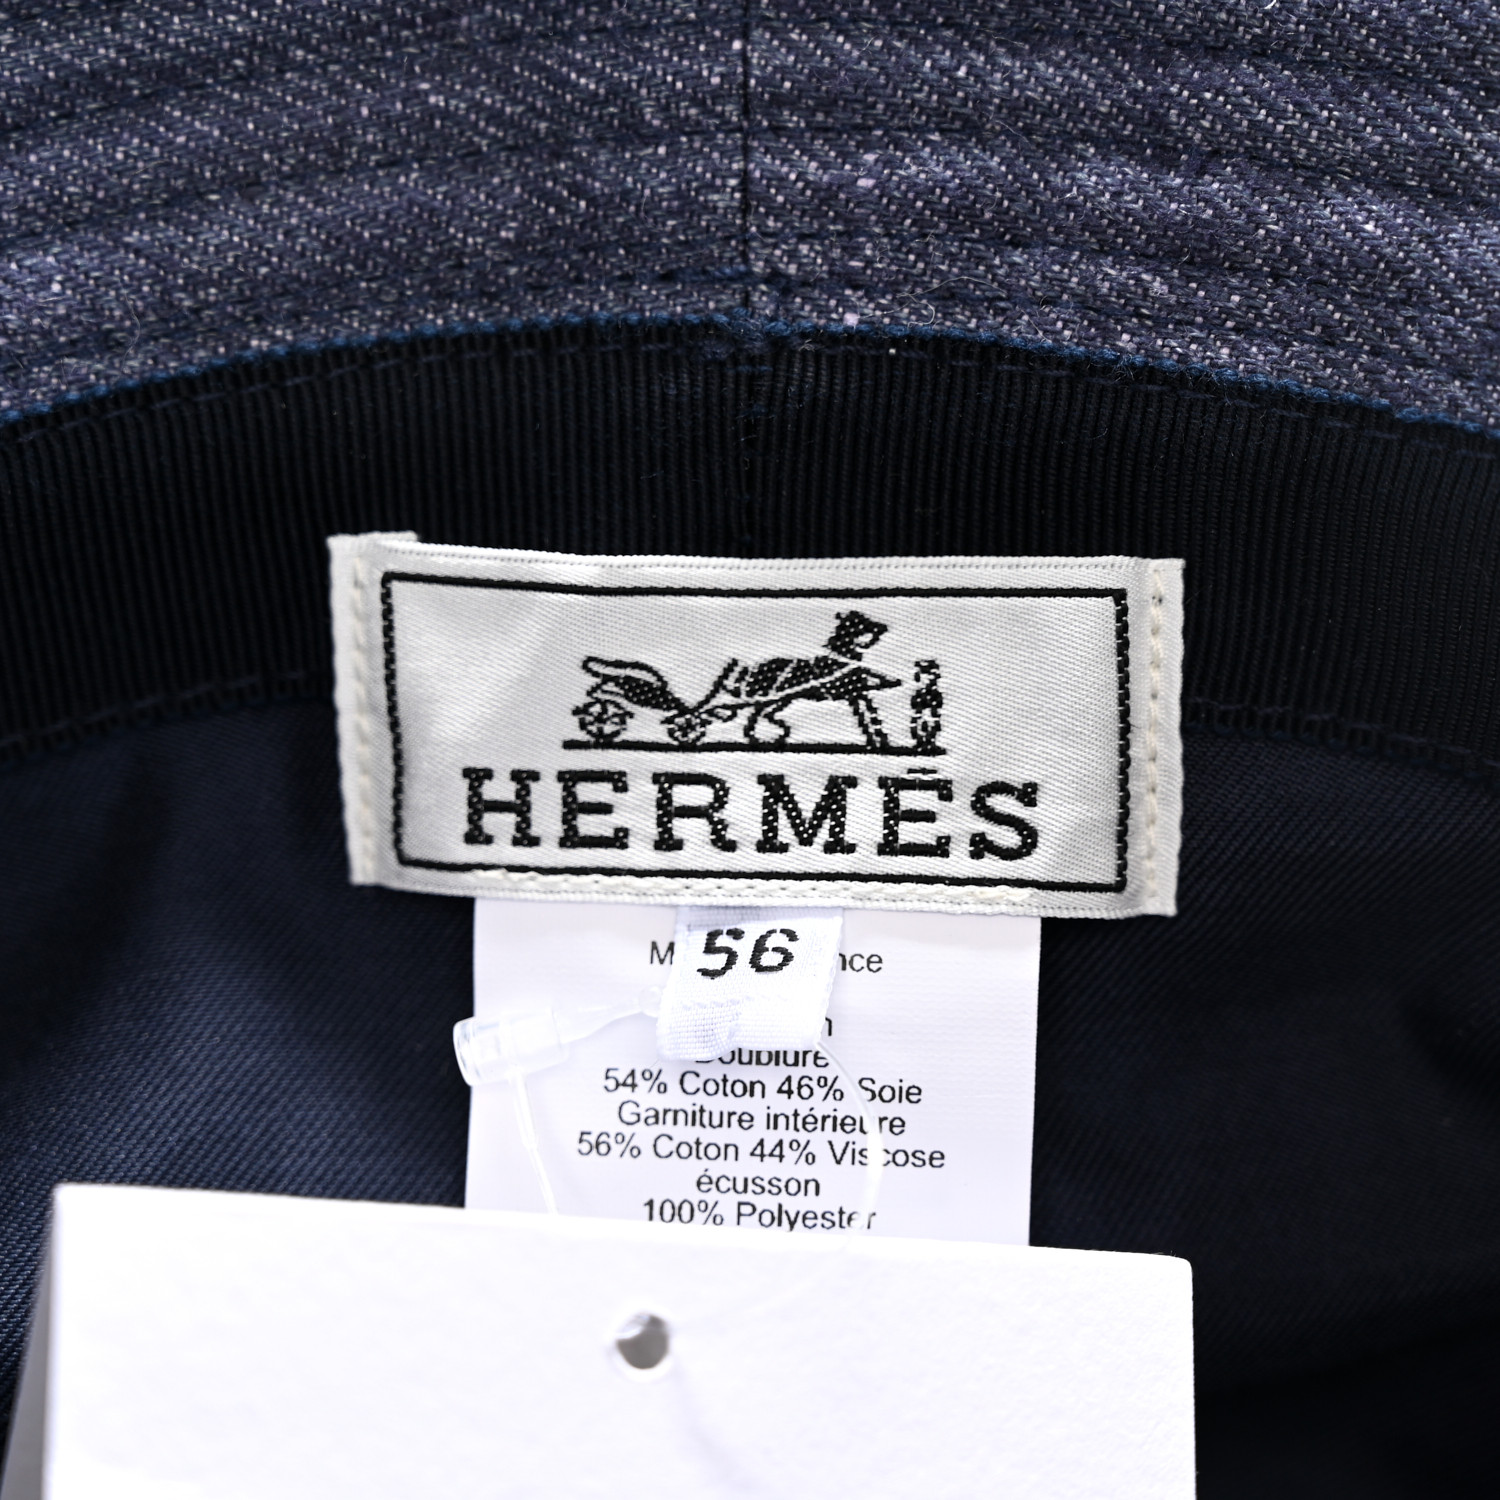 HERMÈS
56
Doublure
54% Coton 46% Soie
Garniture intérieure
56% Coton 44% Viscose
écusson
100% Polyester